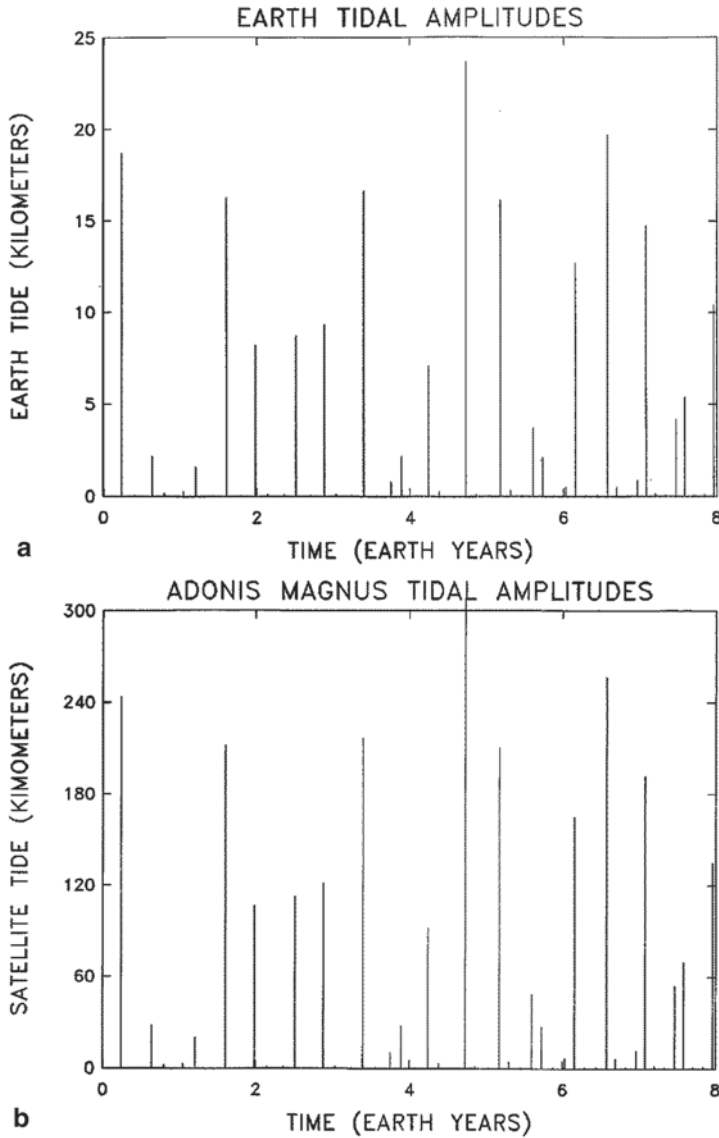 EARTH TIDAL AMPLITUDES
EARTH TIDE (KILOMETERS)
25
20
15
10
5
0
0 2 4 6 8
TIME (EARTH YEARS)
a
ADONIS MAGNUS TIDAL AMPLITUDES
SATELLITE TIDE (KIMOMETERS)
300
240
180
120
60
0
0 2 4 6 8
TIME (EARTH YEARS)
b